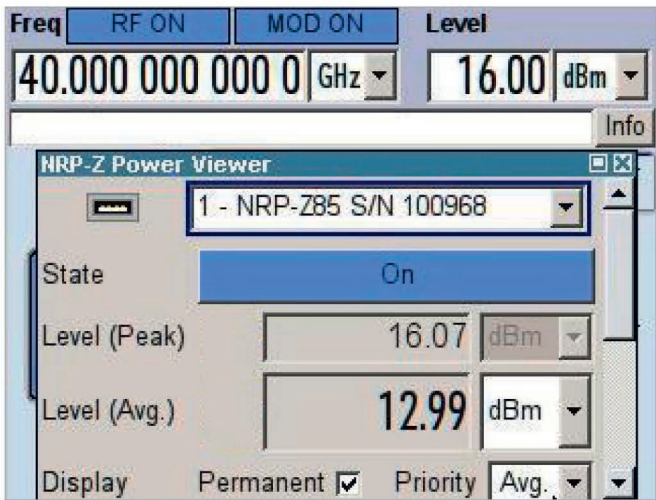 Freq RF ON MOD ON Level
40.000 000 000 0 GHz 16.00 dBm
Info
NRP-Z Power Viewer
1 - NRP-Z85 S/N 100968
State On
Level (Peak) 16.07 dBm
Level (Avg.) 12.99 dBm
Display Permanent Priority Avg.